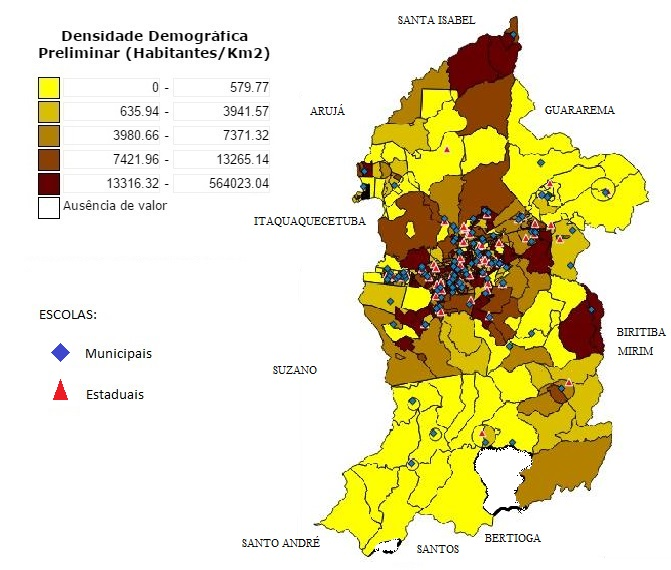 Densidade Demográfica
Preliminar (Habitantes/Km2)
0 - 579.77
635.94 - 3941.57
3980.66 - 7371.32
7421.96 - 13265.14
13316.32 - 564023.04
Ausência de valor
ESCOLAS:
Municipais
Estaduais
SANTA ISABEL
ARUJÁ
GUARAREMA
ITAQUAQUECETUBA
BIRITIBA
MIRIM
SUZANO
SANTO ANDRÉ
SANTOS
BERTIOGA